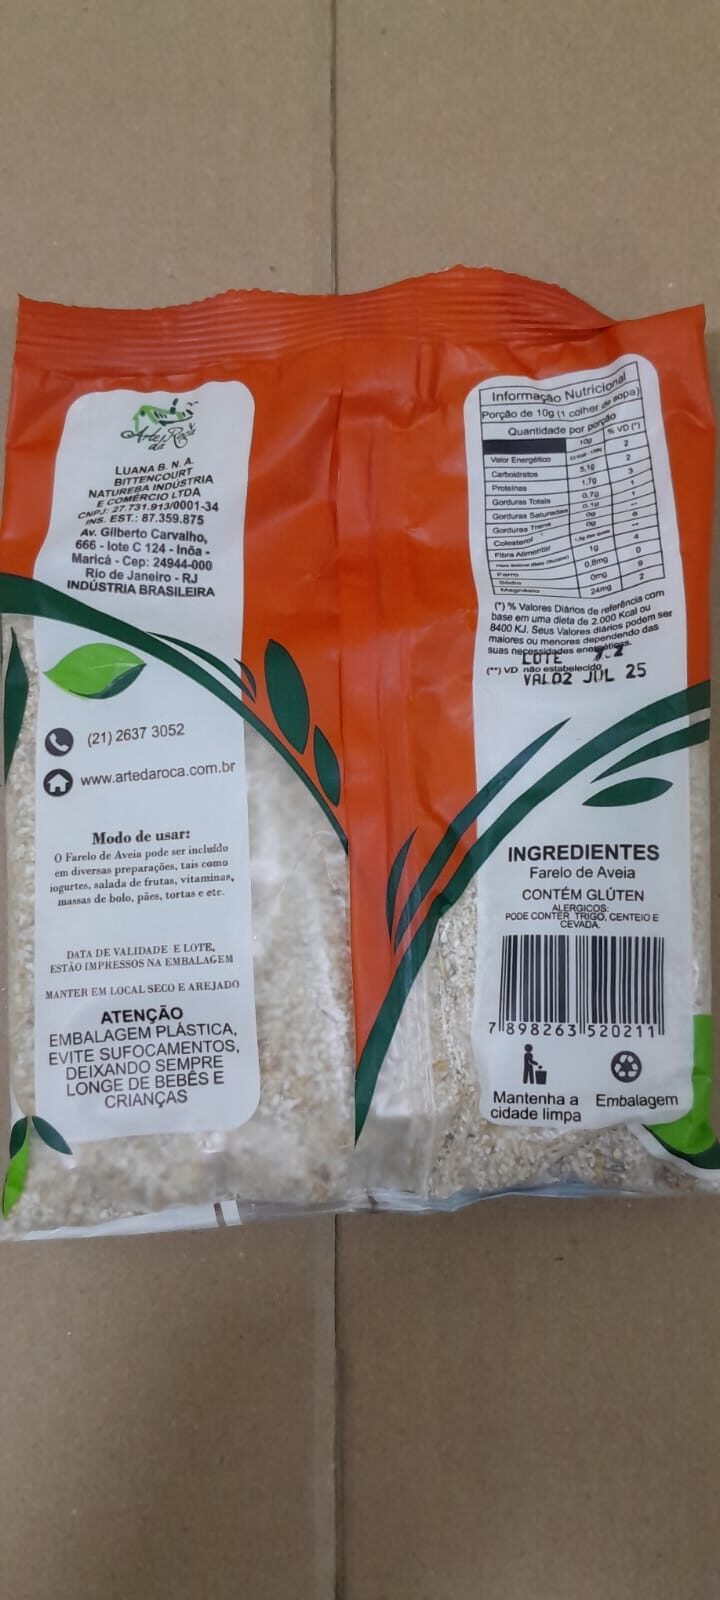 Arte da Roça
LUANA B. N. A.
BITTENCOURT
NATUREBA INDÚSTRIA
E COMÉRCIO LTDA
CNPJ: 27.731.913/0001-34
INS. EST.: 87.359.875
Av. Gilberto Carvalho,
666 - lote C 124 - Inõa -
Maricá - Cep: 24944-000
Rio de Janeiro - RJ
INDÚSTRIA BRASILEIRA
(21) 2637 3052
www.artedaroca.com.br
Modo de usar:
O Farelo de Aveia pode ser incluído
em diversas preparações, tais como
iogurtes, salada de frutas, vitaminas,
massas de bolo, pães, tortas e etc.
DATA DE VALIDADE E LOTE,
ESTÃO IMPRESSOS NA EMBALAGEM
MANTER EM LOCAL SECO E AREJADO
ATENÇÃO
EMBALAGEM PLÁSTICA,
EVITE SUFOCAMENTOS,
DEIXANDO SEMPRE
LONGE DE BEBÊS E
CRIANÇAS
Informação Nutricional
Porção de 10g (1 colher de sopa)
Quantidade por porção
10g % VD (*)
Valor Energético 2
Carboidratos 5,1g 2
Proteínas 1,7g 3
Gorduras Totais 0,7g 1
Gorduras Saturadas 0,1g 1
Gorduras Trans 0g **
Colesterol 0g 6
Fibra Alimentar **
1g 4
Ferro 0,8mg 0
Sódio 0mg 9
Magnésio 24mg 2
(*) % Valores Diários de referência com
base em uma dieta de 2.000 Kcal ou
8400 KJ. Seus Valores diários podem ser
maiores ou menores dependendo das
suas necessidades energéticas.
LOTE
(**) VD não estabelecido
VAL02 JUL 25
INGREDIENTES
Farelo de Aveia
CONTÉM GLÚTEN
ALERGICOS:
PODE CONTER TRIGO, CENTEIO E
CEVADA.
7 898263 520211
Mantenha a
cidade limpa
Embalagem